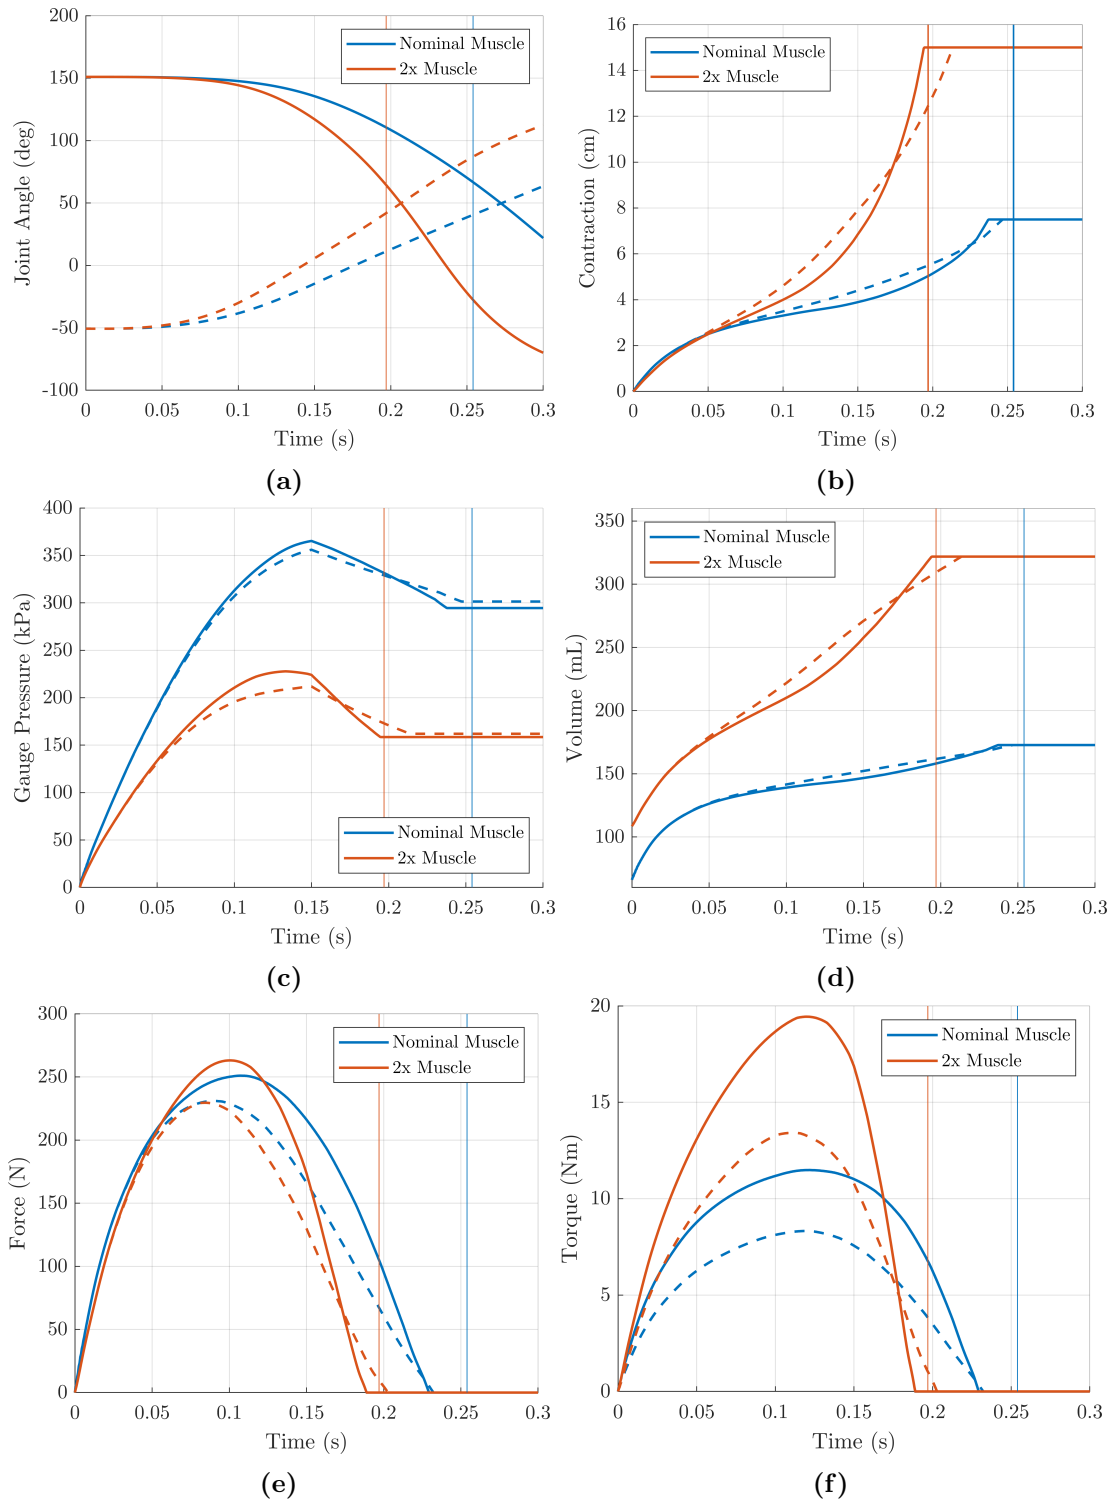 200
150
100
50
0
-50
-100
0
0.05
0.1
0.15
0.2
0.25
0.3
Joint Angle (deg)
Time (s)
Nominal Muscle
2x Muscle
(a)
16
14
12
10
8
6
4
2
0
0
0.05
0.1
0.15
0.2
0.25
0.3
Contraction (cm)
Time (s)
Nominal Muscle
2x Muscle
(b)
400
350
300
250
200
150
100
50
0
0
0.05
0.1
0.15
0.2
0.25
0.3
Gauge Pressure (kPa)
Time (s)
Nominal Muscle
2x Muscle
(c)
350
300
250
200
150
100
0
0.05
0.1
0.15
0.2
0.25
0.3
Volume (mL)
Time (s)
Nominal Muscle
2x Muscle
(d)
300
250
200
150
100
50
0
0
0.05
0.1
0.15
0.2
0.25
0.3
Force (N)
Time (s)
Nominal Muscle
2x Muscle
(e)
20
15
10
5
0
0
0.05
0.1
0.15
0.2
0.25
0.3
Torque (Nm)
Time (s)
Nominal Muscle
2x Muscle
(f)